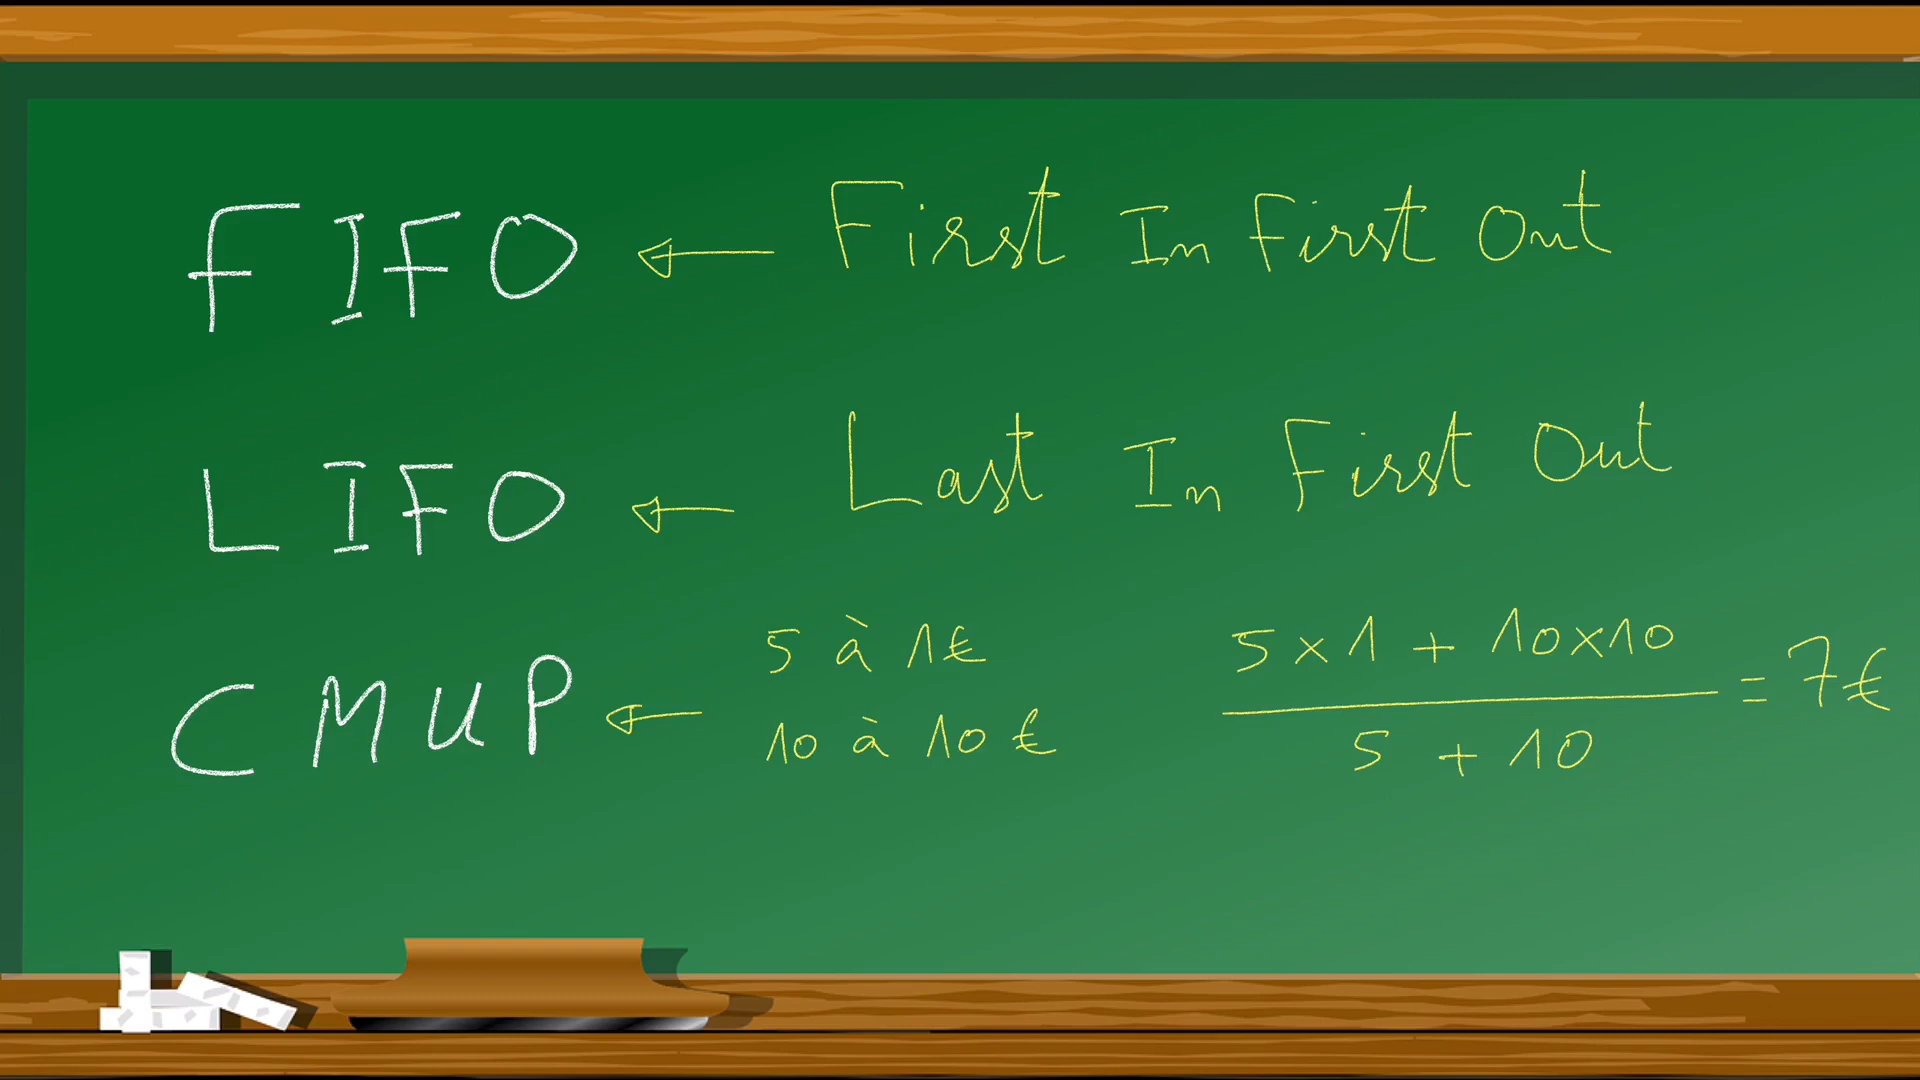 FIFO ← First In First Out
LIFO ← Last In First Out
CMUP ← 5 à 1€
10 à 10 €
5 x 1 + 10 x 10
5 + 10
= 7€